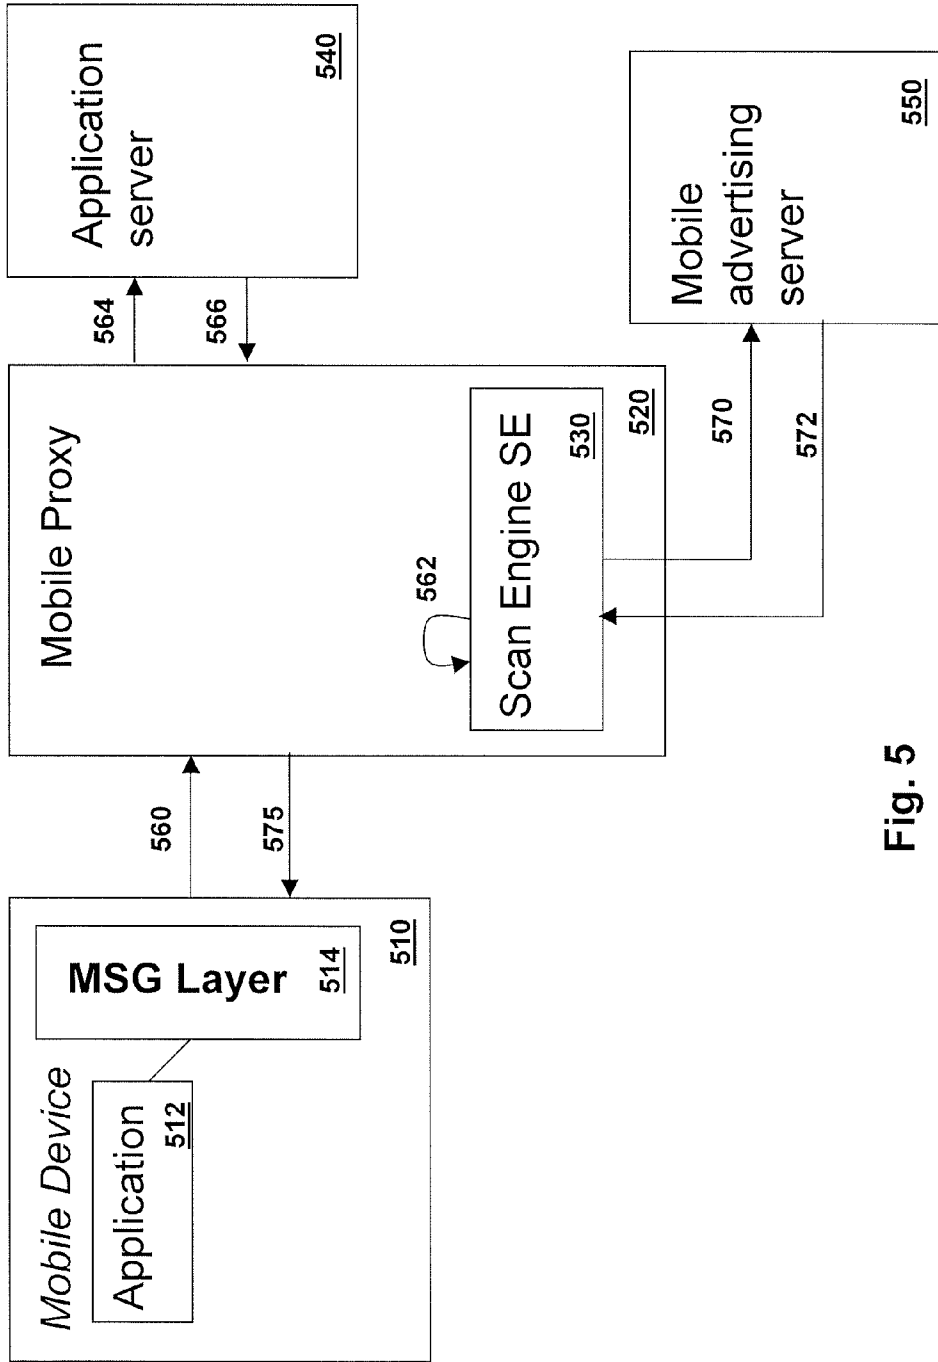 Mobile Device
Application
512
MSG Layer
514
510
560
575
Mobile Proxy
562
Scan Engine SE
530
520
564
566
Application
server
540
570
572
Mobile
advertising
server
550
Fig. 5